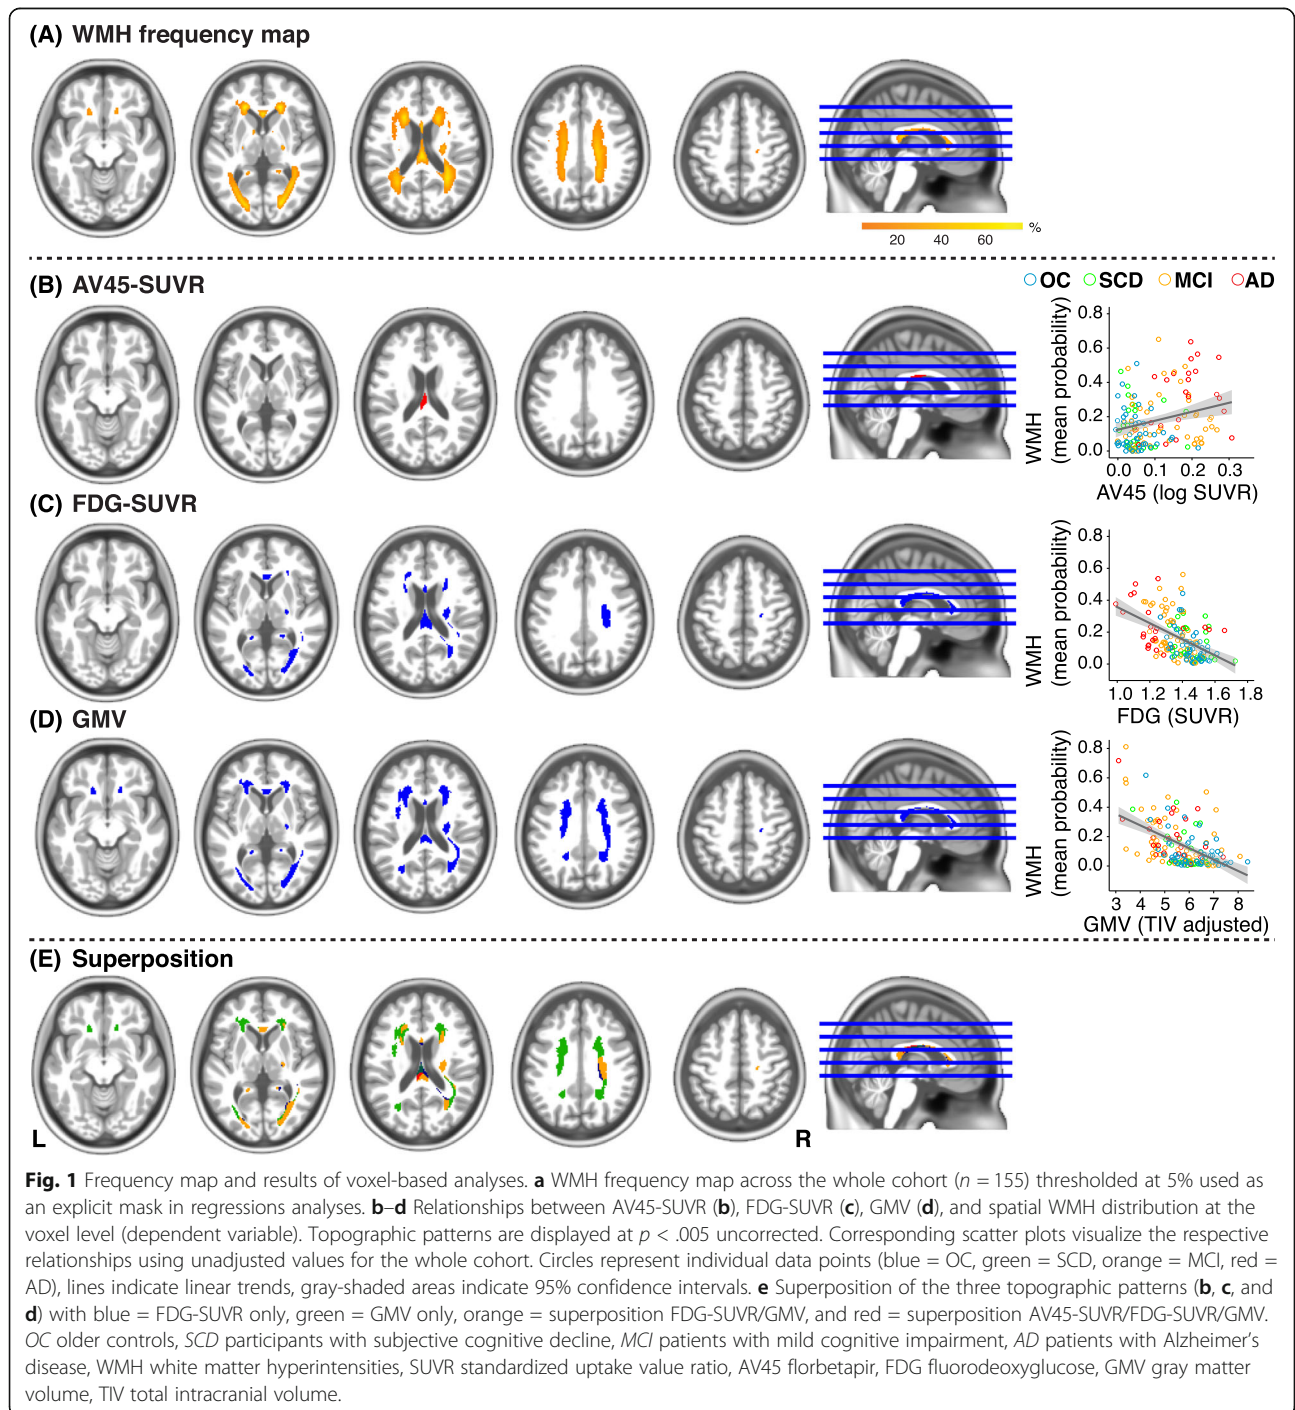 (A) WMH frequency map
%
20 40 60
(B) AV45-SUVR
OC SCD MCI AD
WMH
(mean probability)
0.8
0.6
0.4
0.2
0.0
0.0 0.1 0.2 0.3
AV45 (log SUVR)
(C) FDG-SUVR
WMH
(mean probability)
0.8
0.6
0.4
0.2
0.0
1.0 1.2 1.4 1.6 1.8
FDG (SUVR)
(D) GMV
WMH
(mean probability)
0.8
0.6
0.4
0.2
0.0
3 4 5 6 7 8
GMV (TIV adjusted)
(E) Superposition
L R
Fig. 1 Frequency map and results of voxel-based analyses. a WMH frequency map across the whole cohort (n = 155) thresholded at 5% used as
an explicit mask in regressions analyses. b–d Relationships between AV45-SUVR (b), FDG-SUVR (c), GMV (d), and spatial WMH distribution at the
voxel level (dependent variable). Topographic patterns are displayed at p < .005 uncorrected. Corresponding scatter plots visualize the respective
relationships using unadjusted values for the whole cohort. Circles represent individual data points (blue = OC, green = SCD, orange = MCI, red =
AD), lines indicate linear trends, gray-shaded areas indicate 95% confidence intervals. e Superposition of the three topographic patterns (b, c, and
d) with blue = FDG-SUVR only, green = GMV only, orange = superposition FDG-SUVR/GMV, and red = superposition AV45-SUVR/FDG-SUVR/GMV.
OC older controls, SCD participants with subjective cognitive decline, MCI patients with mild cognitive impairment, AD patients with Alzheimer's
disease, WMH white matter hyperintensities, SUVR standardized uptake value ratio, AV45 florbetapir, FDG fluorodeoxyglucose, GMV gray matter
volume, TIV total intracranial volume.